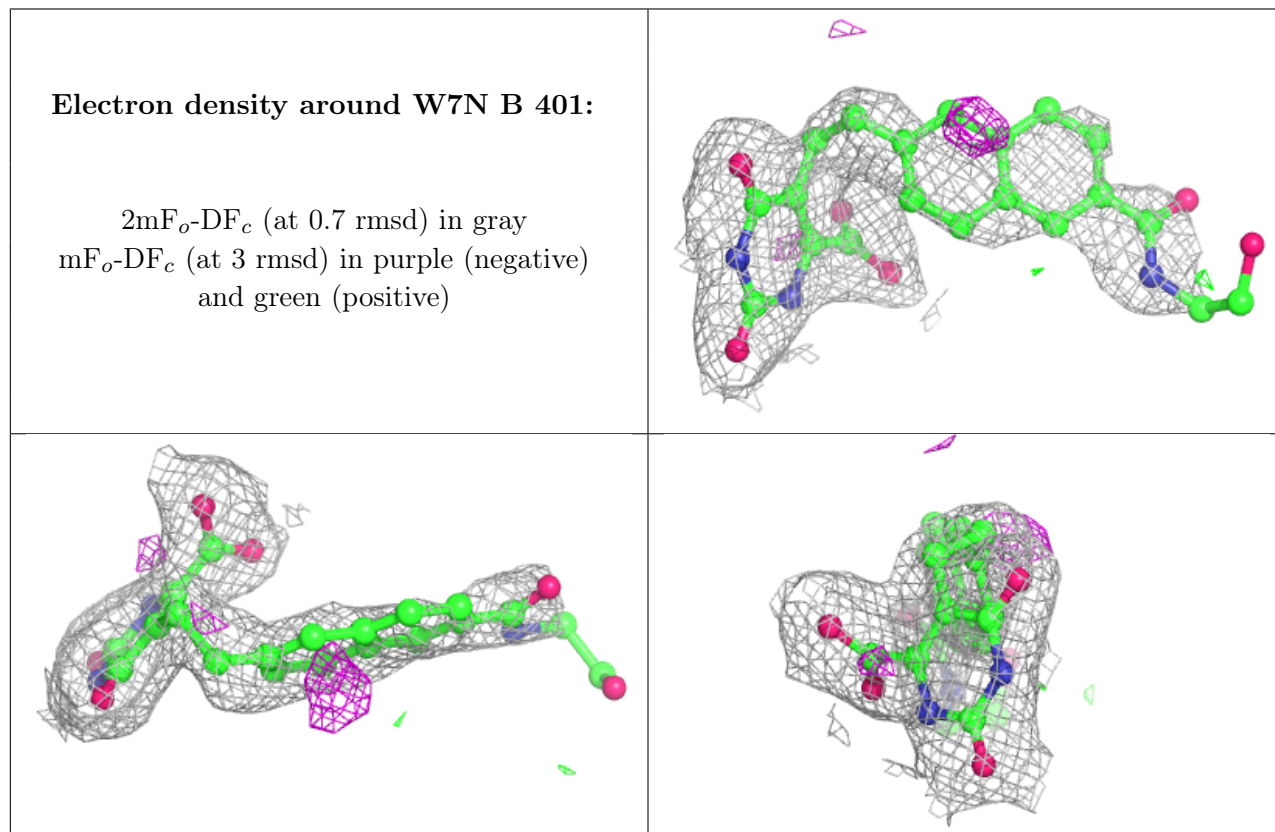 Electron density around W7N B 401:
2mFo-DFc (at 0.7 rmsd) in gray
mFo-DFc (at 3 rmsd) in purple (negative)
and green (positive)